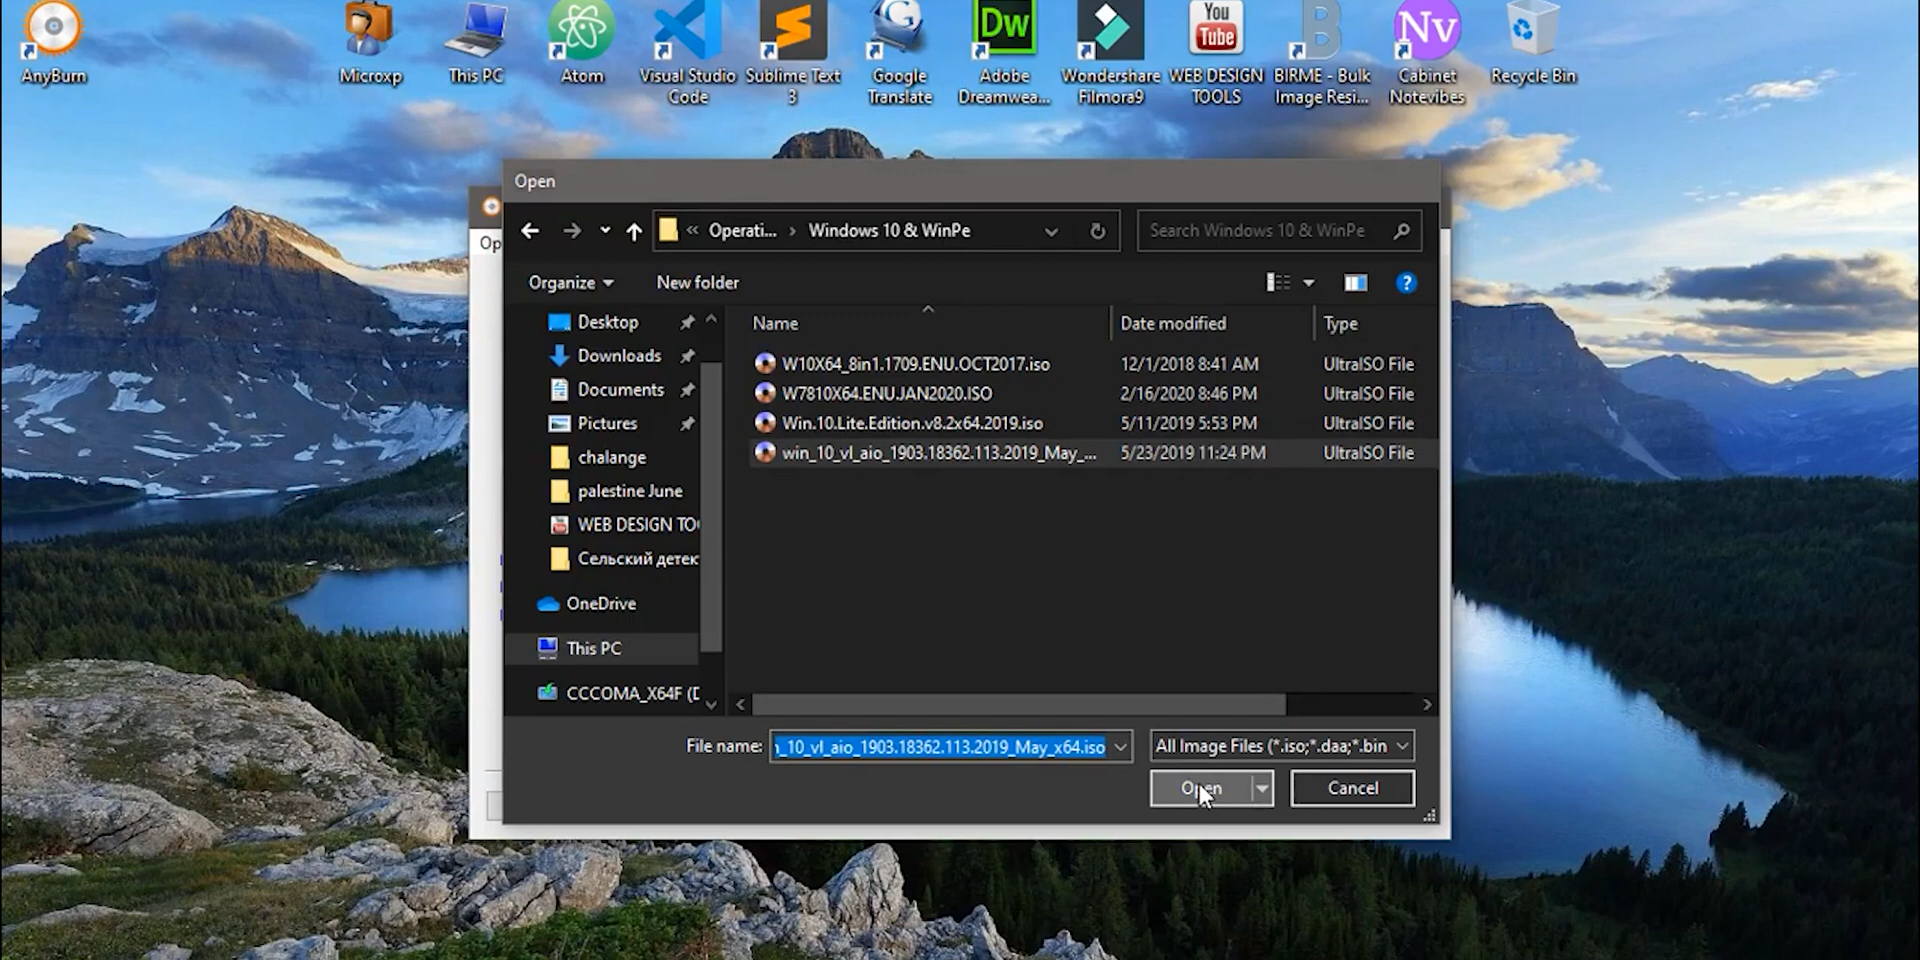 AnyBurn
Microxp
This PC
Atom
Visual Studio
Code
Sublime Text
3
Google
Translate
Dw
Adobe
Dreamwea...
Wondershare
Filmora9
You
Tube
WEB DESIGN
TOOLS
B
BIRME - Bulk
Image Resi...
Nv
Cabinet
Notevibes
Recycle Bin
Open
Op
« Operati... › Windows 10 & WinPe
Search Windows 10 & WinPe
Organize
New folder
?
Desktop
Downloads
Documents
Pictures
chalange
palestine June
WEB DESIGN TO
Сельский детек
OneDrive
This PC
CCCOMA_X64F (D
Name Date modified Type
W10X64_8in1.1709.ENU.OCT2017.iso 12/1/2018 8:41 AM UltraISO File
W7810X64.ENU.JAN2020.ISO 2/16/2020 8:46 PM UltraISO File
Win.10.Lite.Edition.v8.2x64.2019.iso 5/11/2019 5:53 PM UltraISO File
win_10_vl_aio_1903.18362.113.2019_May_... 5/23/2019 11:24 PM UltraISO File
File name: _10_vl_aio_1903.18362.113.2019_May_x64.iso
All Image Files (*.iso;*.daa;*.bin
Open
Cancel